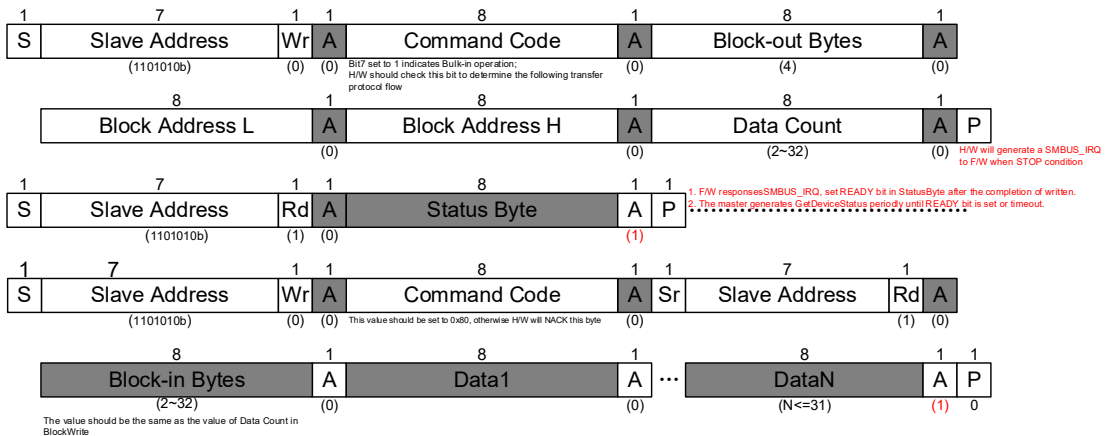 1 7 1 1 8 1 8 1
S Slave Address Wr A Command Code A Block-out Bytes A
(1101010b) (0) (0) Bit7 set to 1 indicates Bulk-in operation; (0) (4) (0)
H/W should check this bit to determine the following transfer
protocol flow
8 1 8 1 8 1
Block Address L A Block Address H A Data Count A P
(0) (0) (2~32) (0) H/W will generate a SMBUS_IRQ
to F/W when STOP condition
1 7 1 1 8 1 1
S Slave Address Rd A Status Byte A P
1. F/W responsesSMBUS_IRQ, set READY bit in StatusByte after the completion of written.
2. The master generates GetDeviceStatus periodly until READY bit is set or timeout.
(1101010b) (1) (0) (1)
1 7 1 1 8 1 1 7 1
S Slave Address Wr A Command Code A Sr Slave Address Rd A
(1101010b) (0) (0) This value should be set to 0x80, otherwise H/W will NACK this byte (0) (1) (0)
8 1 8 1 8 1 1
Block-in Bytes A Data1 A ... DataN A P
(2~32) (0) (0) (N<=31) (1) 0
The value should be the same as the value of Data Count in
BlockWrite